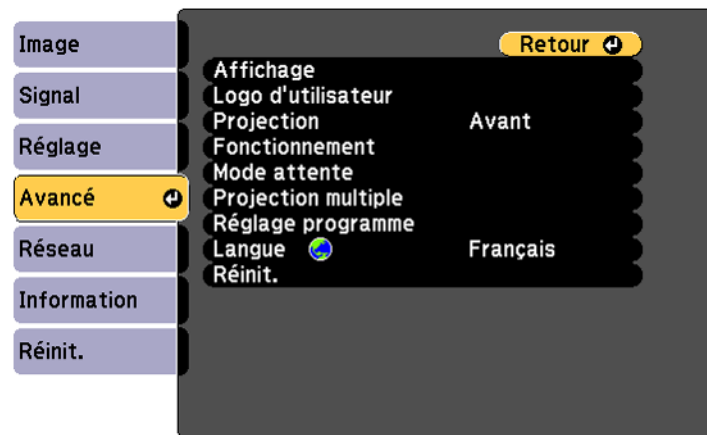 Image
Signal
Réglage
Avancé
Réseau
Information
Réinit.
Retour
Affichage
Logo d'utilisateur
Projection Avant
Fonctionnement
Mode attente
Projection multiple
Réglage programme
Langue Français
Réinit.